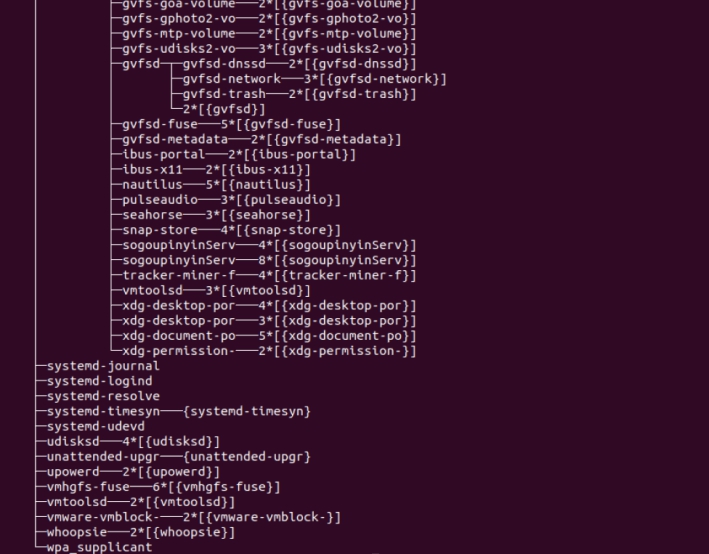 ├─gvfs-goa-volume───2*[{gvfs-goa-volume}]
├─gvfs-gphoto2-vo───2*[{gvfs-gphoto2-vo}]
├─gvfs-mtp-volume───2*[{gvfs-mtp-volume}]
├─gvfs-udisks2-vo───3*[{gvfs-udisks2-vo}]
├─gvfsd─┬─gvfsd-dnssd───2*[{gvfsd-dnssd}]
├─gvfsd-network───3*[{gvfsd-network}]
├─gvfsd-trash───2*[{gvfsd-trash}]
└─2*[{gvfsd}]
├─gvfsd-fuse───5*[{gvfsd-fuse}]
├─gvfsd-metadata───2*[{gvfsd-metadata}]
├─ibus-portal───2*[{ibus-portal}]
├─ibus-x11───2*[{ibus-x11}]
├─nautilus───5*[{nautilus}]
├─pulseaudio───3*[{pulseaudio}]
├─seahorse───3*[{seahorse}]
├─snap-store───4*[{snap-store}]
├─sogoupinyinServ───4*[{sogoupinyinServ}]
├─sogoupinyinServ───8*[{sogoupinyinServ}]
├─tracker-miner-f───4*[{tracker-miner-f}]
├─vmtoolsd───3*[{vmtoolsd}]
├─xdg-desktop-por───4*[{xdg-desktop-por}]
├─xdg-desktop-por───3*[{xdg-desktop-por}]
├─xdg-document-po───5*[{xdg-document-po}]
└─xdg-permission-───2*[{xdg-permission-}]
├─systemd-journal
├─systemd-logind
├─systemd-resolve
├─systemd-timesyn───{systemd-timesyn}
├─systemd-udevd
├─udisksd───4*[{udisksd}]
├─unattended-upgr───{unattended-upgr}
├─upowerd───2*[{upowerd}]
├─vmhgfs-fuse───6*[{vmhgfs-fuse}]
├─vmtoolsd───2*[{vmtoolsd}]
├─vmware-vmblock-───2*[{vmware-vmblock-}]
├─whoopsie───2*[{whoopsie}]
└─wpa_supplicant